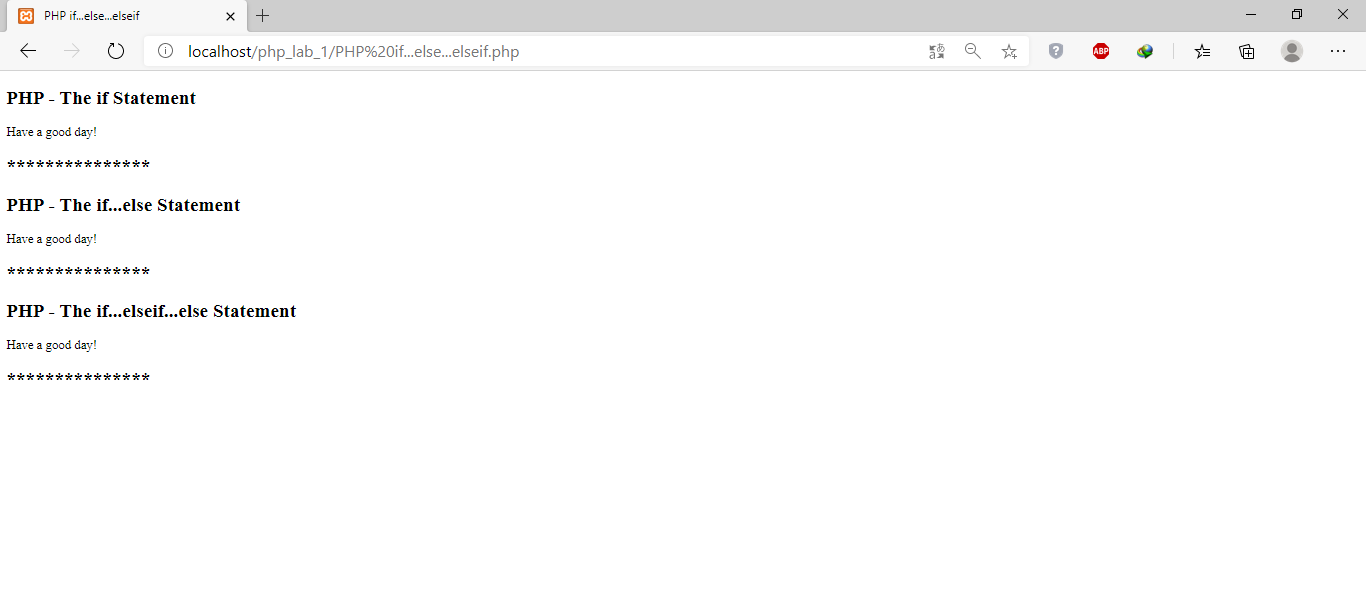 PHP if...else...elseif
localhost/php_lab_1/PHP%20if...else...elseif.php
ABP
PHP - The if Statement
Have a good day!
***************
PHP - The if...else Statement
Have a good day!
***************
PHP - The if...elseif...else Statement
Have a good day!
***************